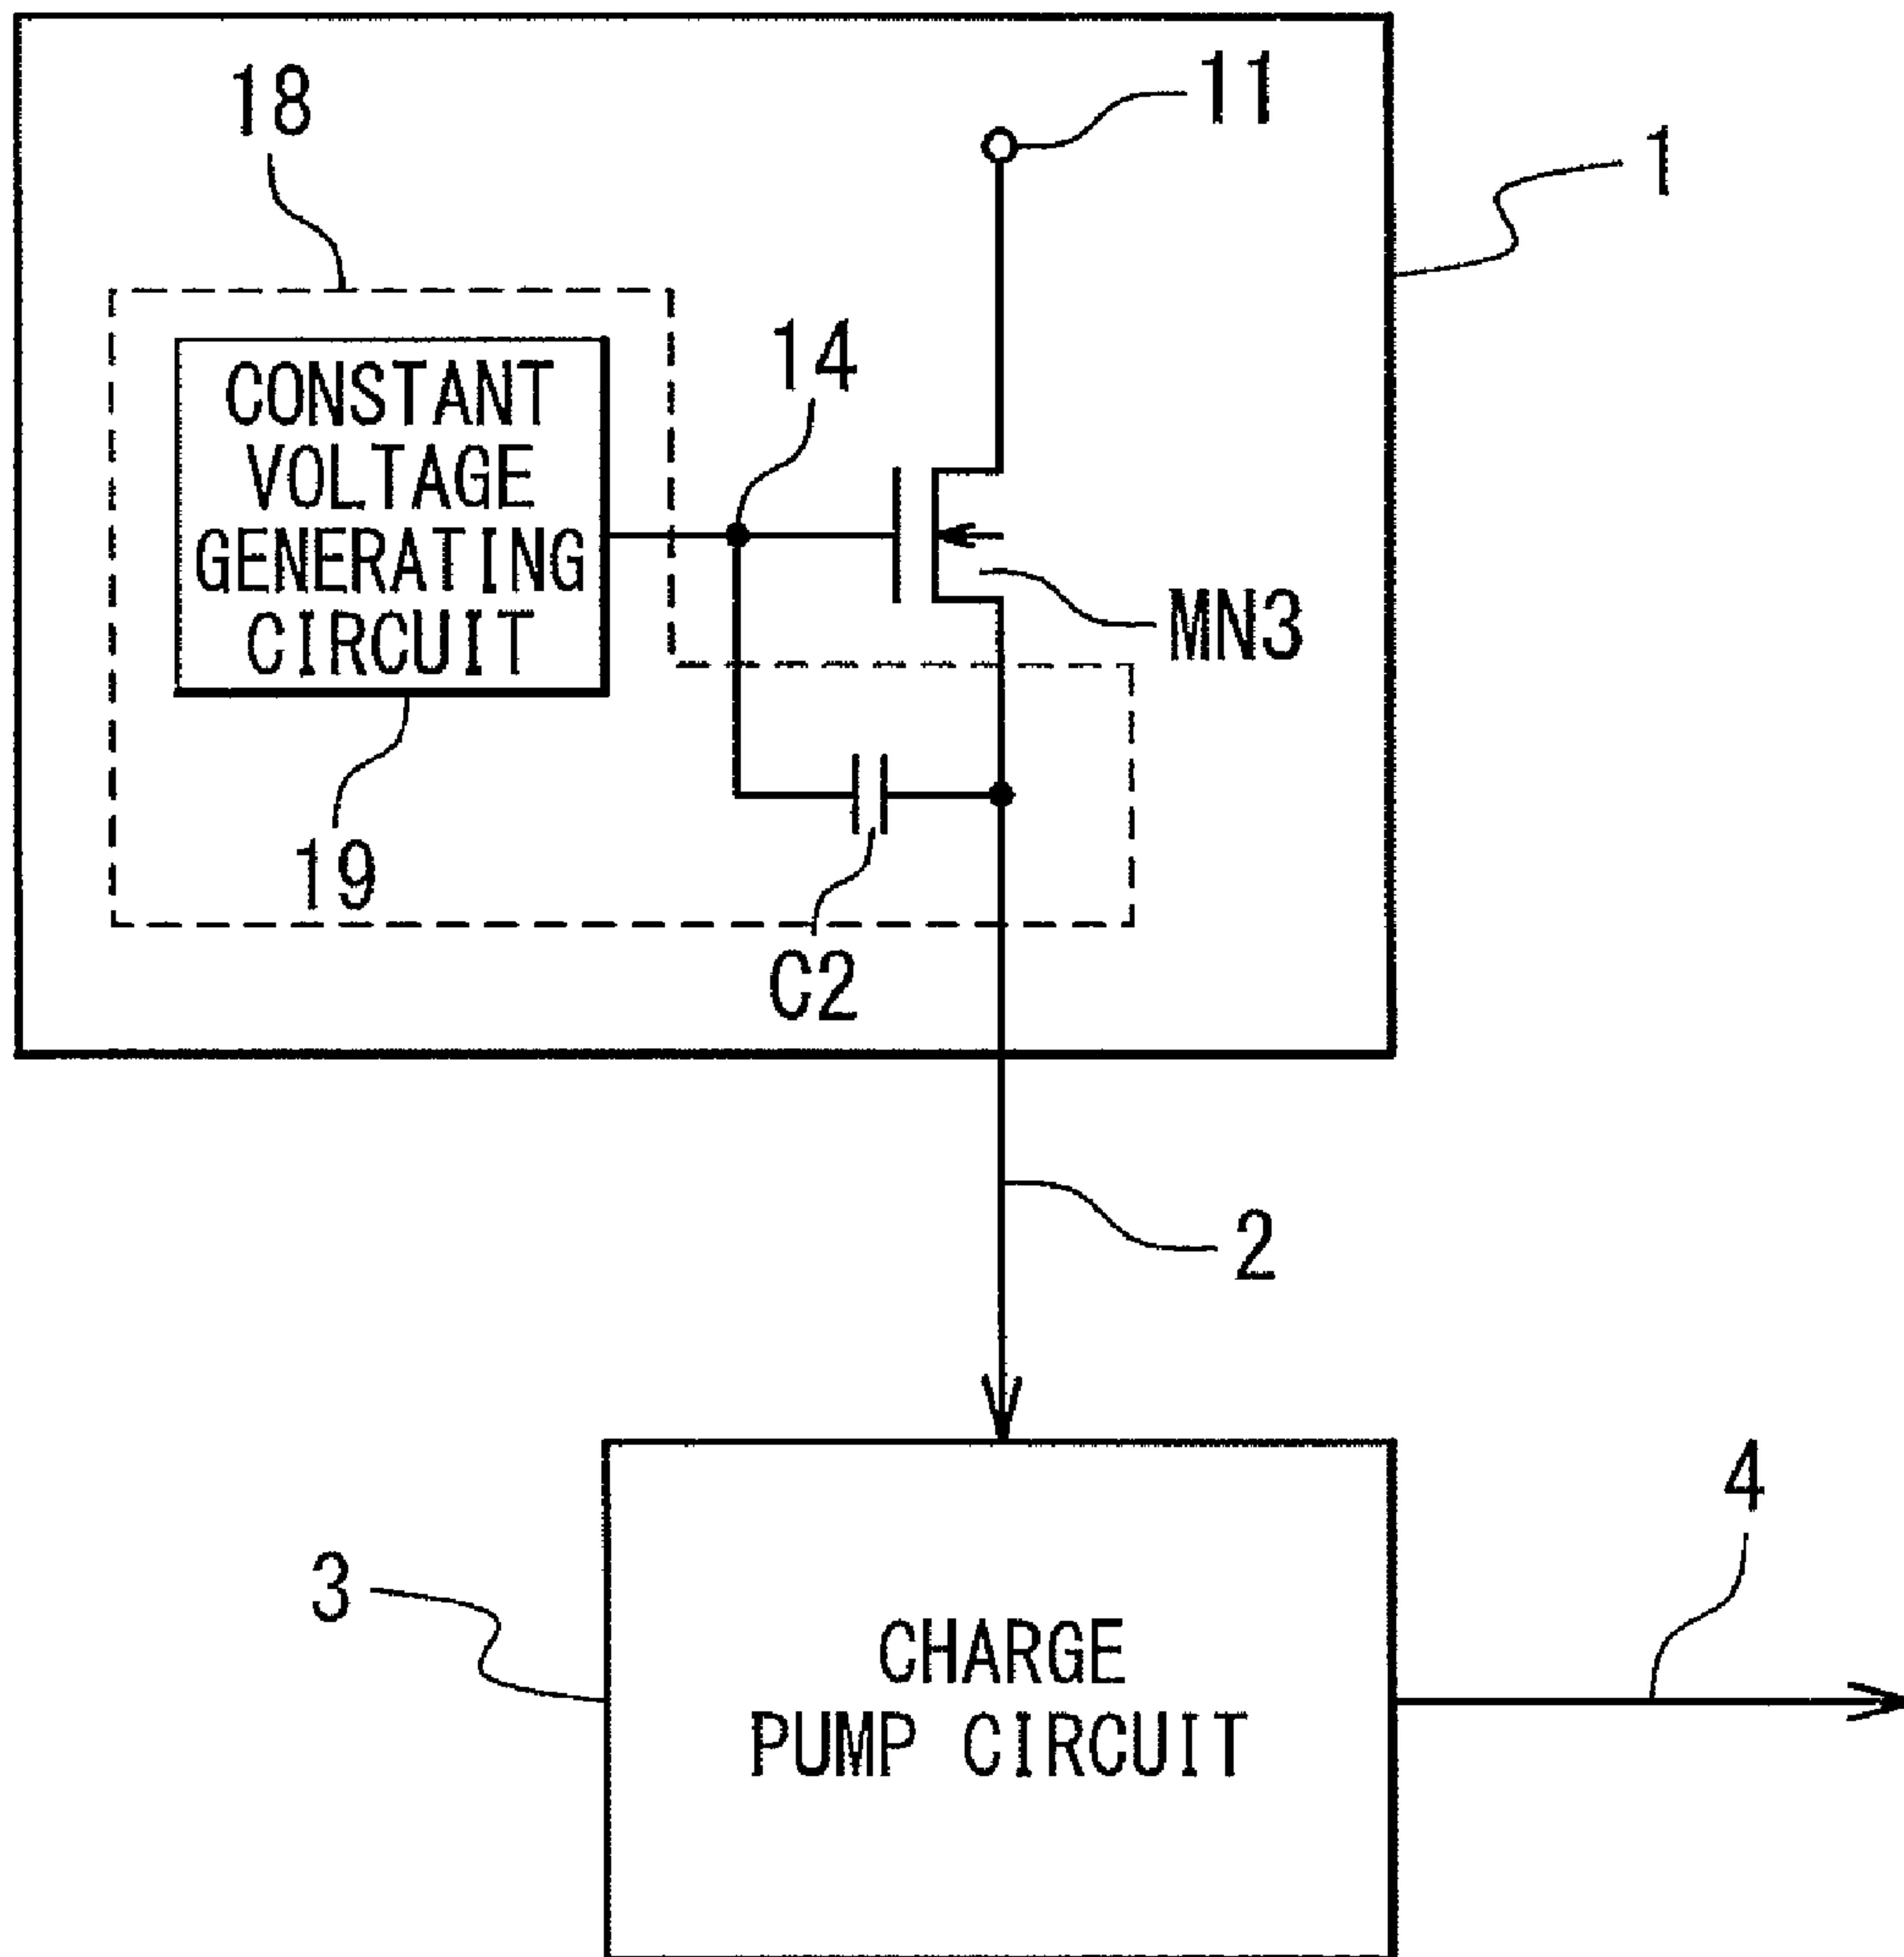 18
11
1
14
CONSTANT
VOLTAGE
GENERATING
CIRCUIT
MN3
19
C2
2
4
3
CHARGE
PUMP CIRCUIT